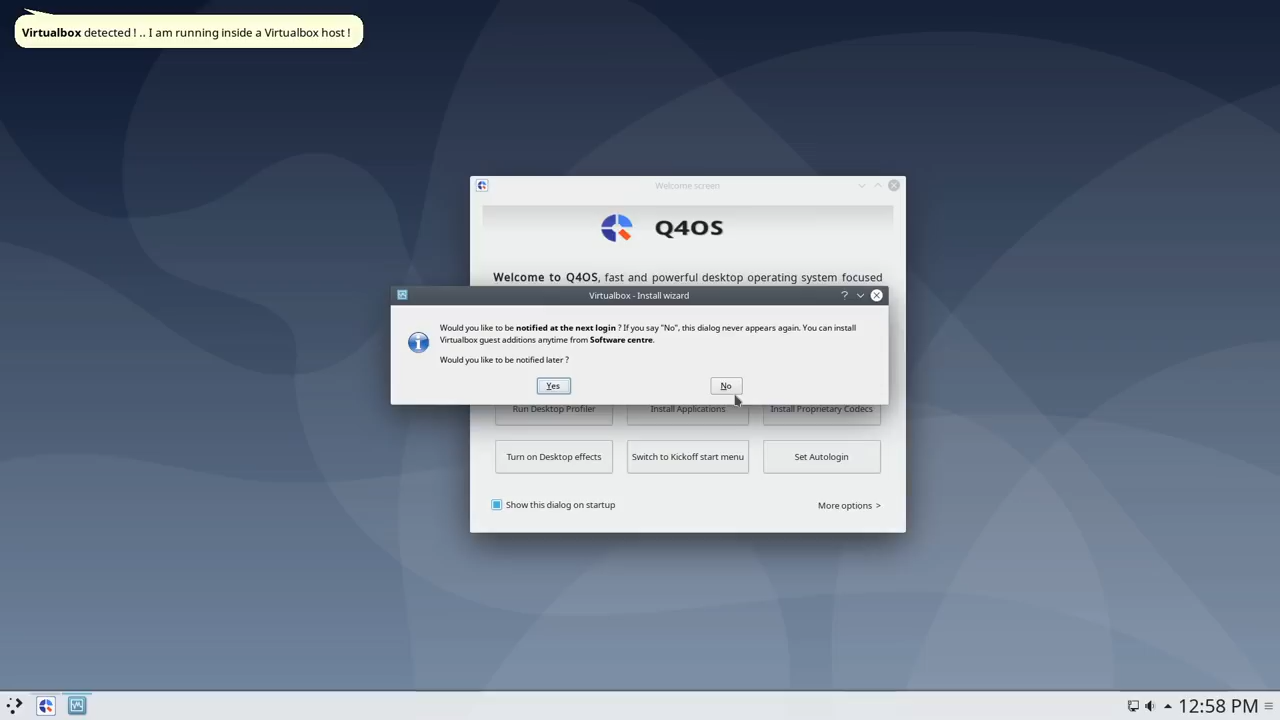 Virtualbox detected ! .. I am running inside a Virtualbox host !
Welcome screen
Q4OS
Welcome to Q4OS, fast and powerful desktop operating system focused
Virtualbox - Install wizard
?
Would you like to be notified at the next login ? If you say "No", this dialog never appears again. You can install
Virtualbox guest additions anytime from Software centre.
Would you like to be notified later ?
Yes
No
Run Desktop Profiler
Install Applications
Install Proprietary Codecs
Turn on Desktop effects
Switch to Kickoff start menu
Set Autologin
Show this dialog on startup
More options >
12:58 PM